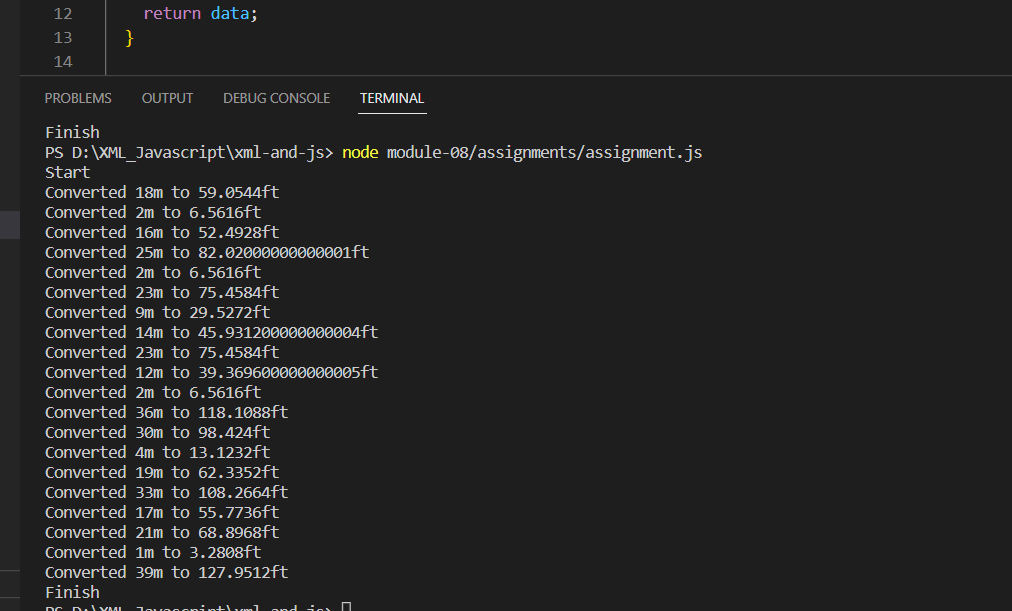 12 return data;
13 }
14
PROBLEMS OUTPUT DEBUG CONSOLE TERMINAL
Finish
PS D:\XML_Javascript\xml-and-js> node module-08/assignments/assignment.js
Start
Converted 18m to 59.0544ft
Converted 2m to 6.5616ft
Converted 16m to 52.4928ft
Converted 25m to 82.02000000000001ft
Converted 2m to 6.5616ft
Converted 23m to 75.4584ft
Converted 9m to 29.5272ft
Converted 14m to 45.931200000000004ft
Converted 23m to 75.4584ft
Converted 12m to 39.369600000000005ft
Converted 2m to 6.5616ft
Converted 36m to 118.1088ft
Converted 30m to 98.424ft
Converted 4m to 13.1232ft
Converted 19m to 62.3352ft
Converted 33m to 108.2664ft
Converted 17m to 55.7736ft
Converted 21m to 68.8968ft
Converted 1m to 3.2808ft
Converted 39m to 127.9512ft
Finish
PS D:\XML_Javascript\xml-and-js>